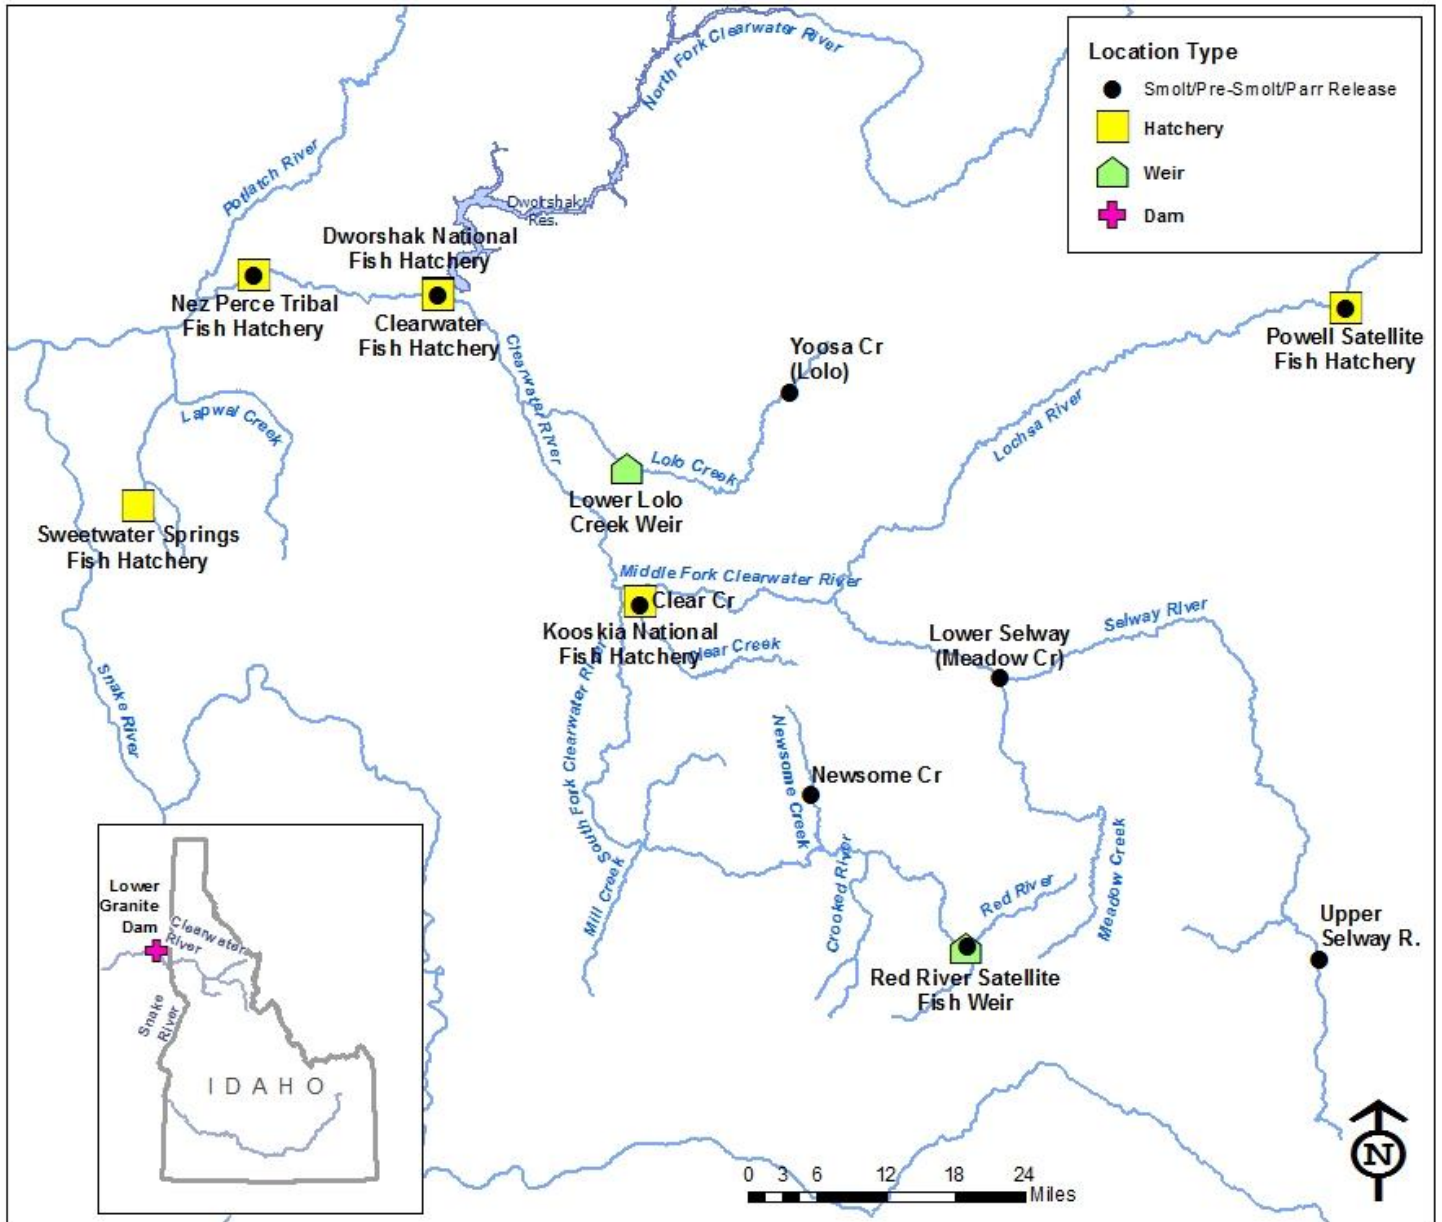 North Fork Clearwater River
Location Type
Smolt/Pre-Smolt/Parr Release
Hatchery
Weir
Dam
Potlatch River
Dworshak
Res.
Dworshak National
Fish Hatchery
Nez Perce Tribal
Fish Hatchery
Clearwater
Fish Hatchery
Clearwater River
Yoosa Cr
(Lolo)
Powell Satellite
Fish Hatchery
Lapwai Creek
Lochsa River
Lolo Creek
Lower Lolo
Creek Weir
Sweetwater Springs
Fish Hatchery
Middle Fork Clearwater River
Clear Cr
Kooskia National
Fish Hatchery
Clear Creek
Lower Selway
(Meadow Cr)
Selway River
Snake River
South Fork Clearwater River
Newsome Creek
Newsome Cr
Mill Creek
Crooked River
Red River
Meadow Creek
Red River Satellite
Fish Weir
Upper
Selway R.
Lower
Granite
Dam
Clearwater
River
Snake
River
IDAHO
0 3 6 12 18 24
Miles
N